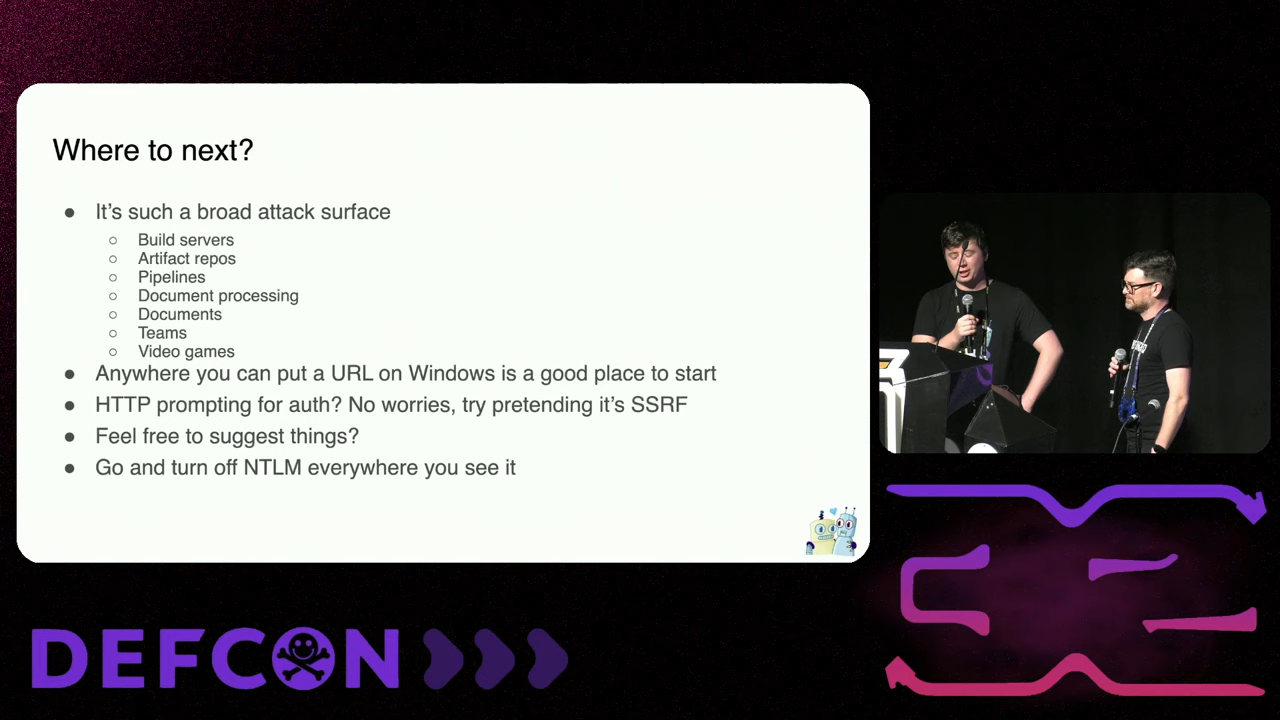 Where to next?
● It's such a broad attack surface
○ Build servers
○ Artifact repos
○ Pipelines
○ Document processing
○ Documents
○ Teams
○ Video games
● Anywhere you can put a URL on Windows is a good place to start
● HTTP prompting for auth? No worries, try pretending it's SSRF
● Feel free to suggest things?
● Go and turn off NTLM everywhere you see it
DEFCON